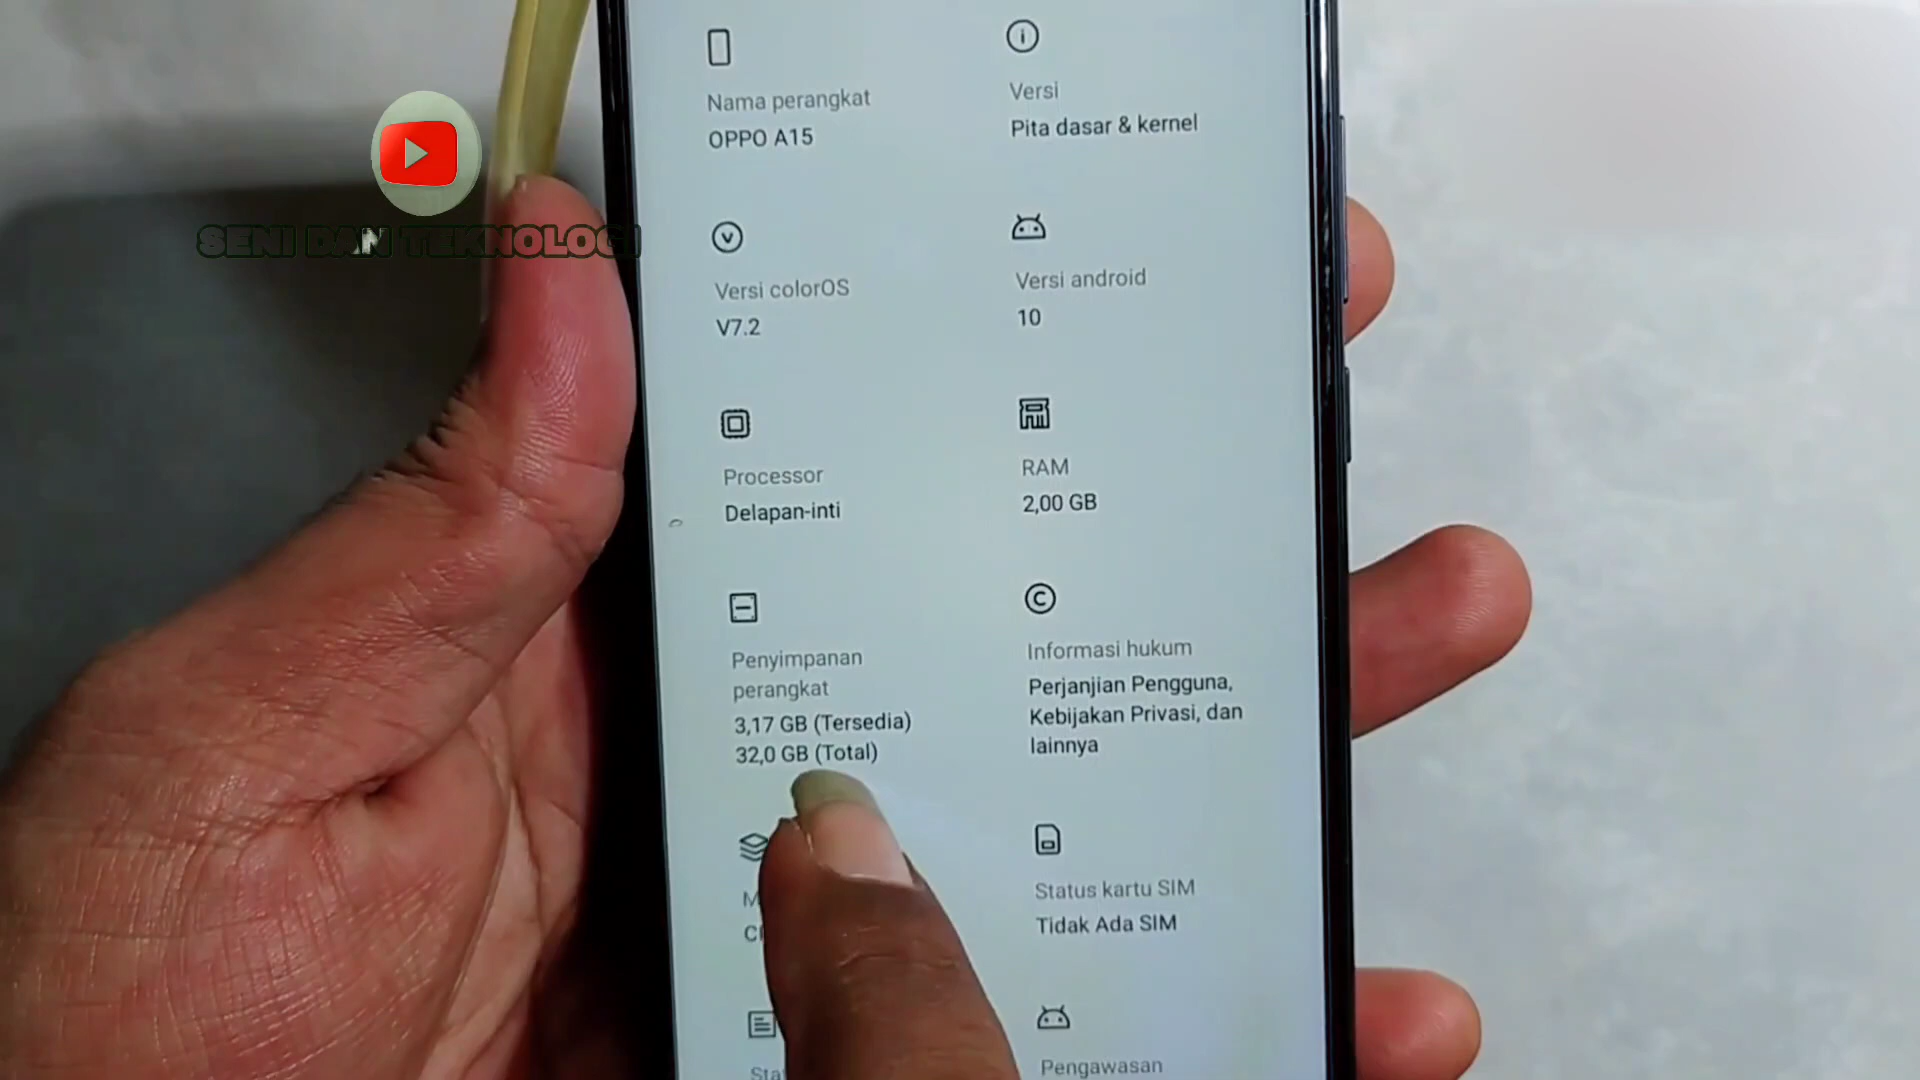 Nama perangkat
OPPO A15
Versi
Pita dasar & kernel
SENI DAN TEKNOLOGI
Versi colorOS
V7.2
Versi android
10
Processor
Delapan-inti
RAM
2,00 GB
Penyimpanan
perangkat
3,17 GB (Tersedia)
32,0 GB (Total)
Informasi hukum
Perjanjian Pengguna,
Kebijakan Privasi, dan
lainnya
Status kartu SIM
Tidak Ada SIM
Pengawasan